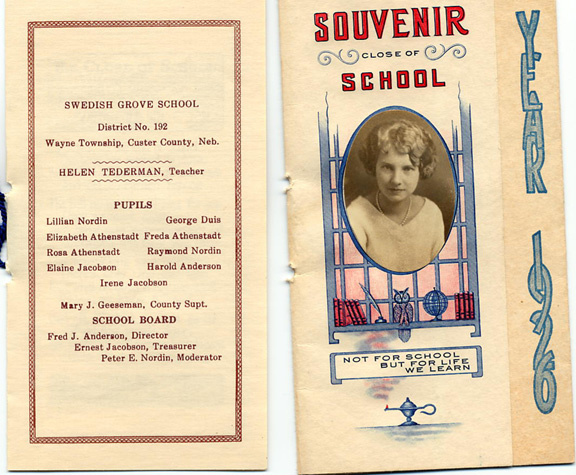 SWEDISH GROVE SCHOOL
District No. 192
Wayne Township, Custer County, Neb.
HELEN TEDERMAN, Teacher
PUPILS
Lillian Nordin George Duis
Elizabeth Athenstadt Freda Athenstadt
Rosa Athenstadt Raymond Nordin
Elaine Jacobson Harold Anderson
Irene Jacobson
Mary J. Geeseman, County Supt.
SCHOOL BOARD
Fred J. Anderson, Director
Ernest Jacobson, Treasurer
Peter E. Nordin, Moderator
SOUVENIR
CLOSE OF
SCHOOL
NOT FOR SCHOOL
BUT FOR LIFE
WE LEARN
YEAR 1926